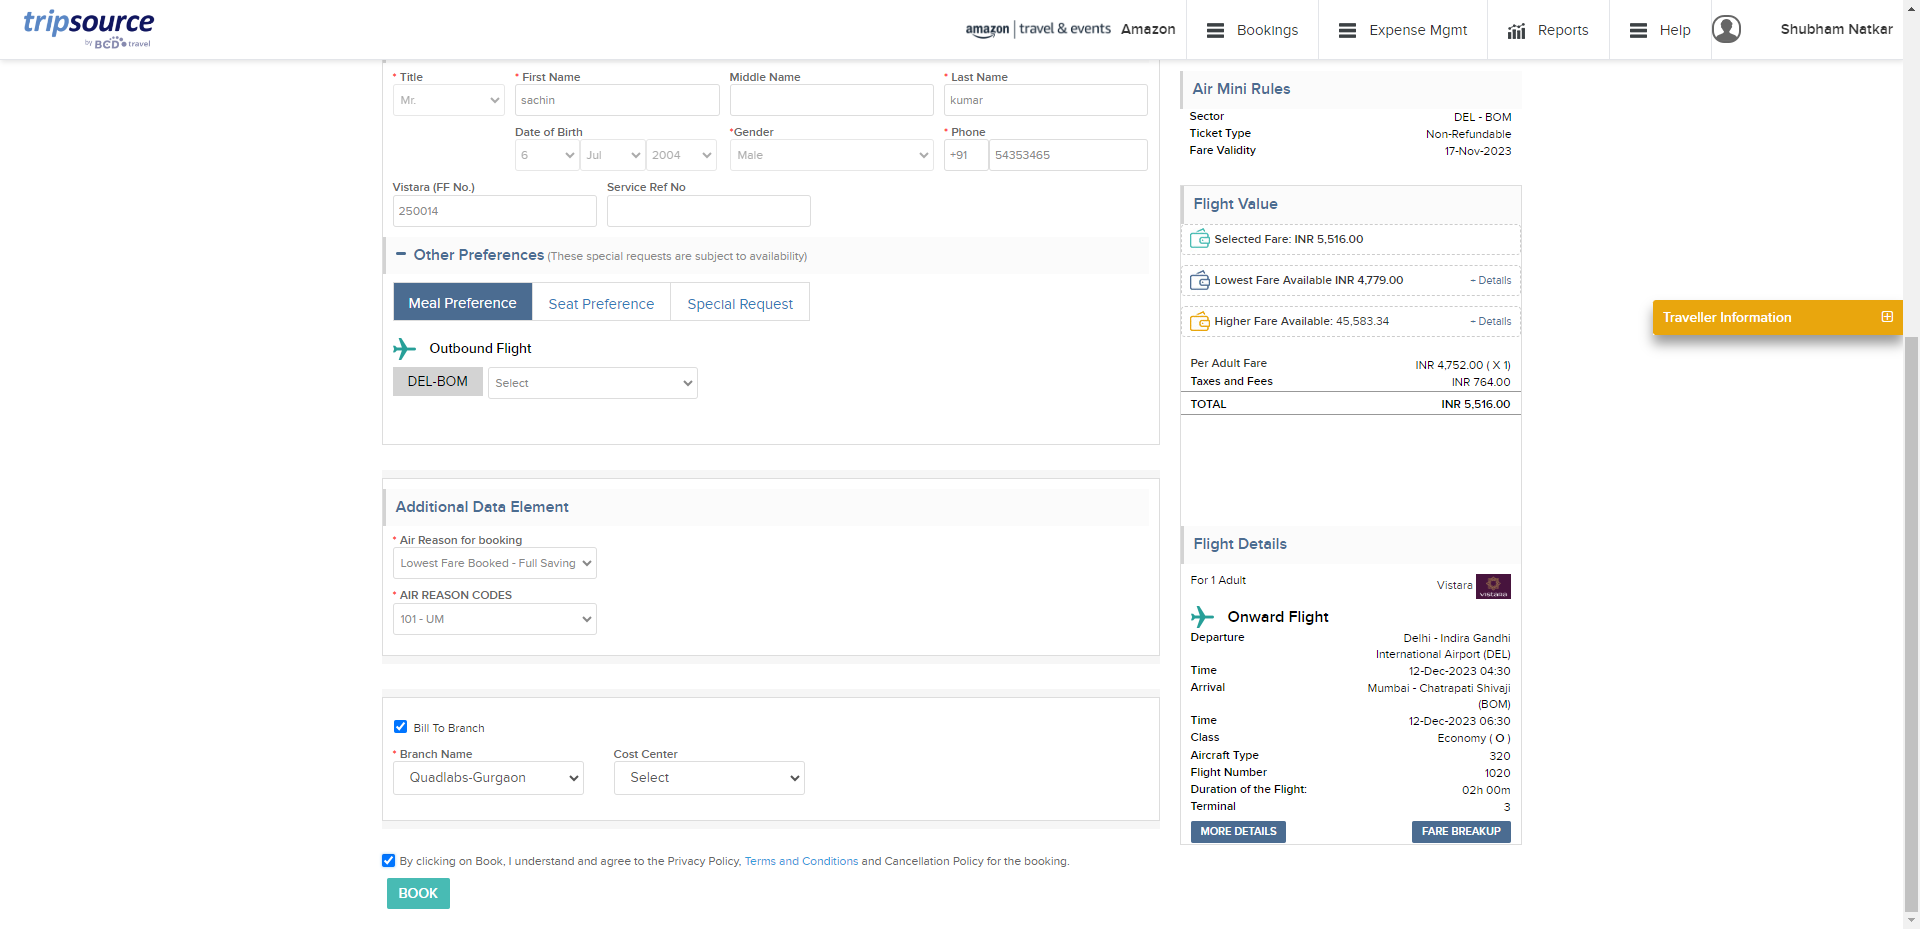 tripsource
by BCD travel
amazon | travel & events Amazon
Bookings
Expense Mgmt
Reports
Help
Shubham Natkar
* Title
* First Name
Middle Name
* Last Name
Mr.
sachin
kumar
Date of Birth
*Gender
* Phone
6
Jul
2004
Male
+91
54353465
Vistara (FF No.)
Service Ref No
250014
Other Preferences (These special requests are subject to availability)
Meal Preference
Seat Preference
Special Request
Outbound Flight
DEL-BOM
Select
Additional Data Element
* Air Reason for booking
Lowest Fare Booked - Full Saving
* AIR REASON CODES
101 - UM
Bill To Branch
* Branch Name
Cost Center
Quadlabs-Gurgaon
Select
By clicking on Book, I understand and agree to the Privacy Policy, Terms and Conditions and Cancellation Policy for the booking.
BOOK
Air Mini Rules
Sector DEL - BOM
Ticket Type Non-Refundable
Fare Validity 17-Nov-2023
Flight Value
Selected Fare: INR 5,516.00
Lowest Fare Available INR 4,779.00 + Details
Higher Fare Available: 45,583.34 + Details
Per Adult Fare INR 4,752.00 ( X 1)
Taxes and Fees INR 764.00
TOTAL INR 5,516.00
Flight Details
For 1 Adult
Vistara
VISTARA
Onward Flight
Departure Delhi - Indira Gandhi
International Airport (DEL)
Time 12-Dec-2023 04:30
Arrival Mumbai - Chatrapati Shivaji
(BOM)
Time 12-Dec-2023 06:30
Class Economy ( O )
Aircraft Type 320
Flight Number 1020
Duration of the Flight: 02h 00m
Terminal 3
MORE DETAILS
FARE BREAKUP
Traveller Information